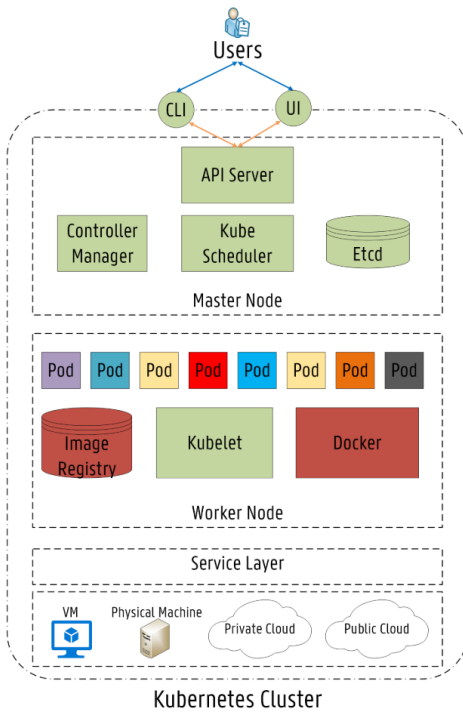 Users
CLI
UI
API Server
Controller
Manager
Kube
Scheduler
Etcd
Master Node
Pod Pod Pod Pod Pod Pod Pod Pod
Image
Registry
Kubelet
Docker
Worker Node
Service Layer
VM
Physical Machine
Private Cloud
Public Cloud
Kubernetes Cluster